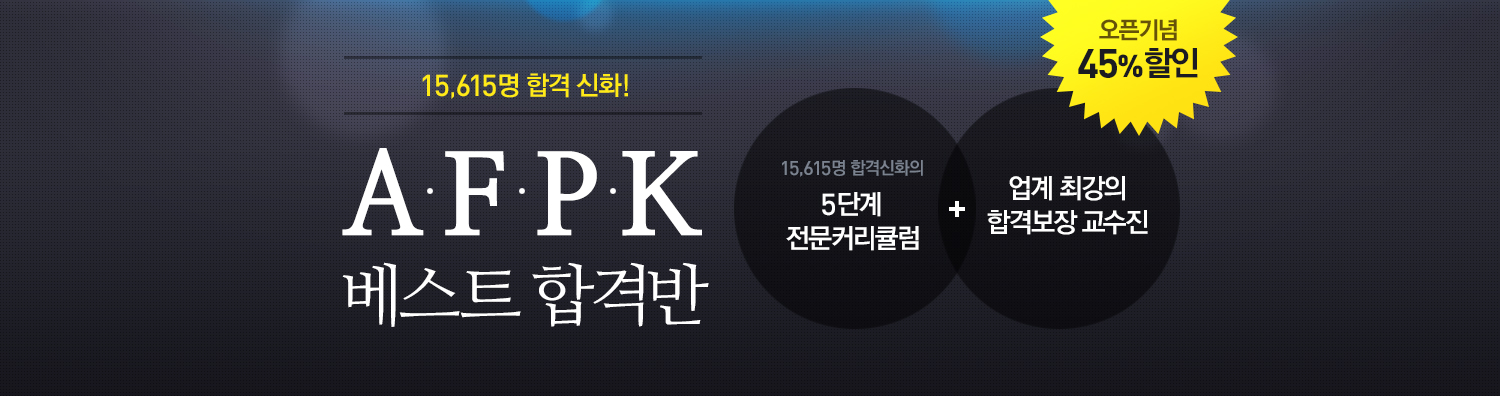 15,615명 합격 신화!
A·F·P·K
베스트 합격반
15,615명 합격신화의
5단계
전문커리큘럼
+
업계 최강의
합격보장 교수진
오픈기념
45% 할인